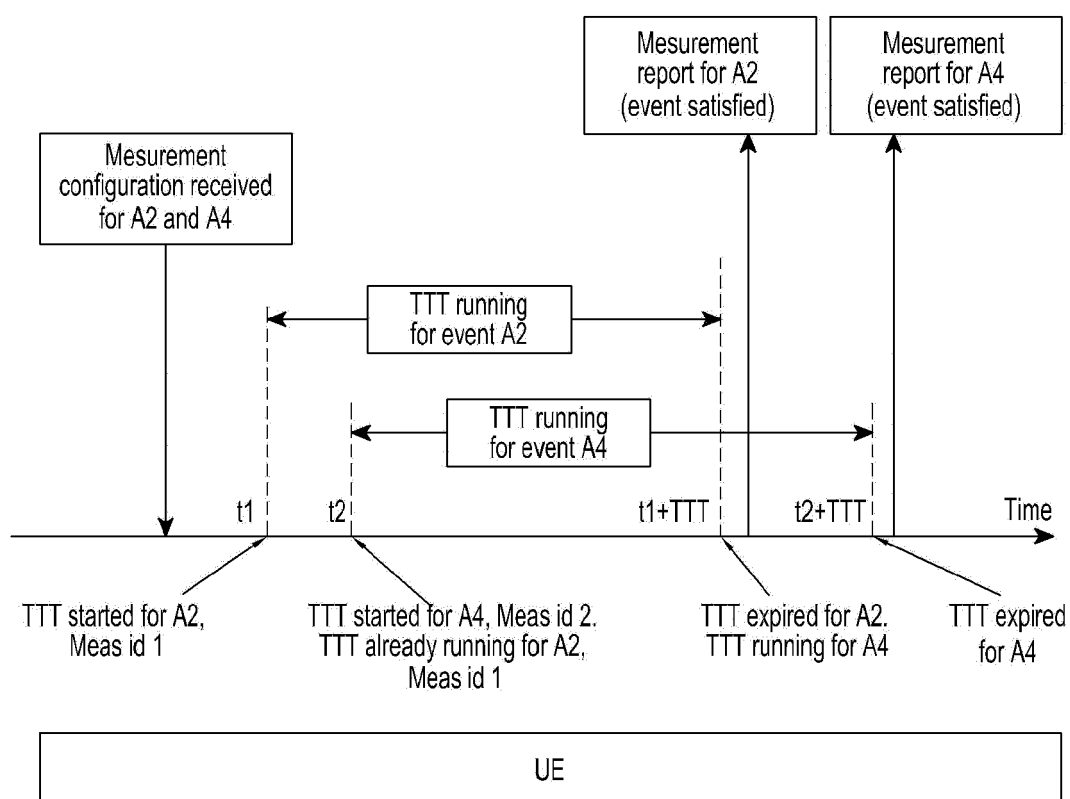 Mesurement
report for A2
(event satisfied)
Mesurement
report for A4
(event satisfied)
Mesurement
configuration received
for A2 and A4
TTT running
for event A2
TTT running
for event A4
t1
t2
t1+TTT
t2+TTT
Time
TTT started for A2,
Meas id 1
TTT started for A4, Meas id 2.
TTT already running for A2,
Meas id 1
TTT expired for A2.
TTT running for A4
TTT expired
for A4
UE